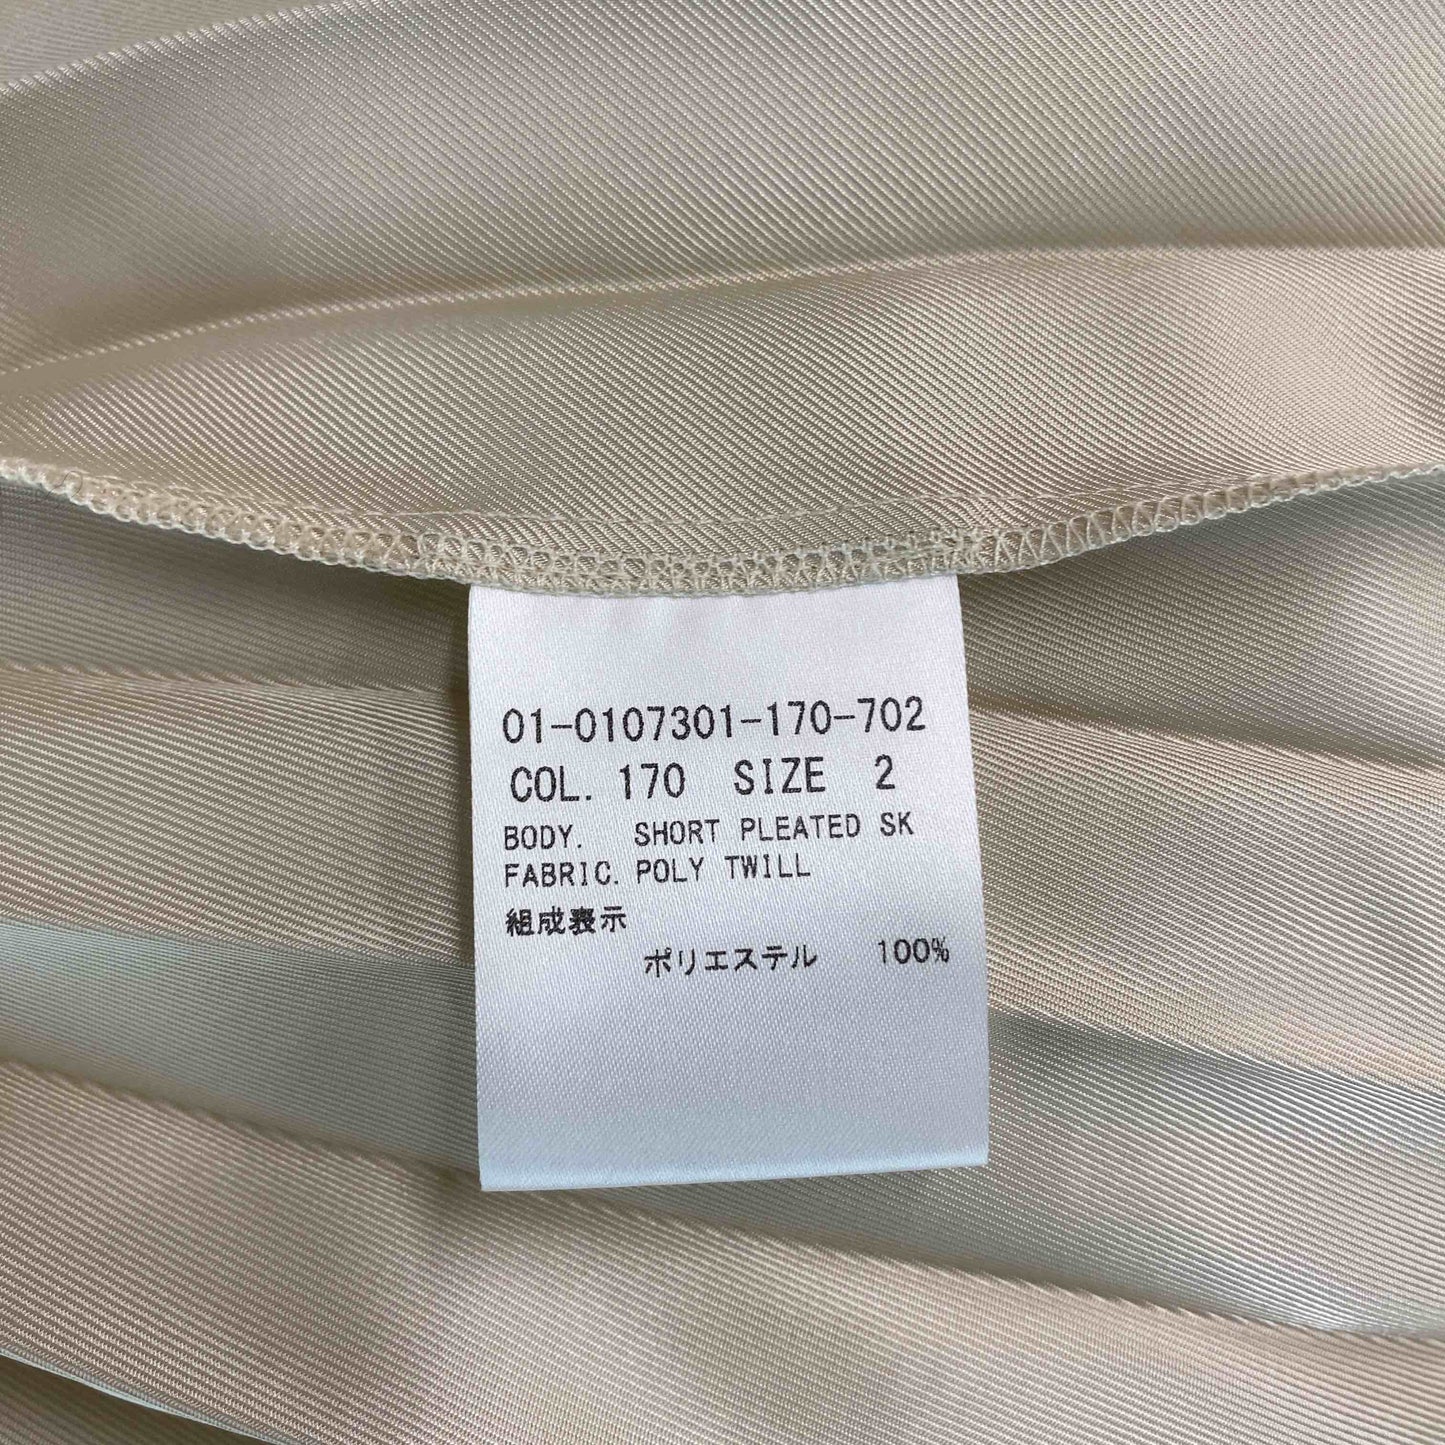 01-0107301-170-702
COL. 170 SIZE 2
BODY. SHORT PLEATED SK
FABRIC. POLY TWILL
組成表示
ポリエステル 100%